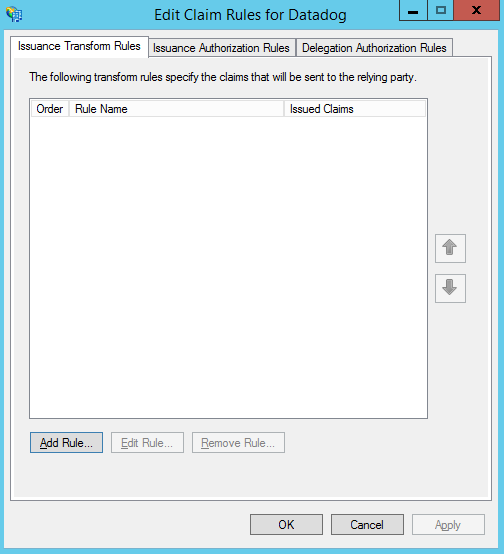 Edit Claim Rules for Datadog
Issuance Transform Rules Issuance Authorization Rules Delegation Authorization Rules
The following transform rules specify the claims that will be sent to the relying party.
Order Rule Name Issued Claims
Add Rule... Edit Rule... Remove Rule...
OK Cancel Apply